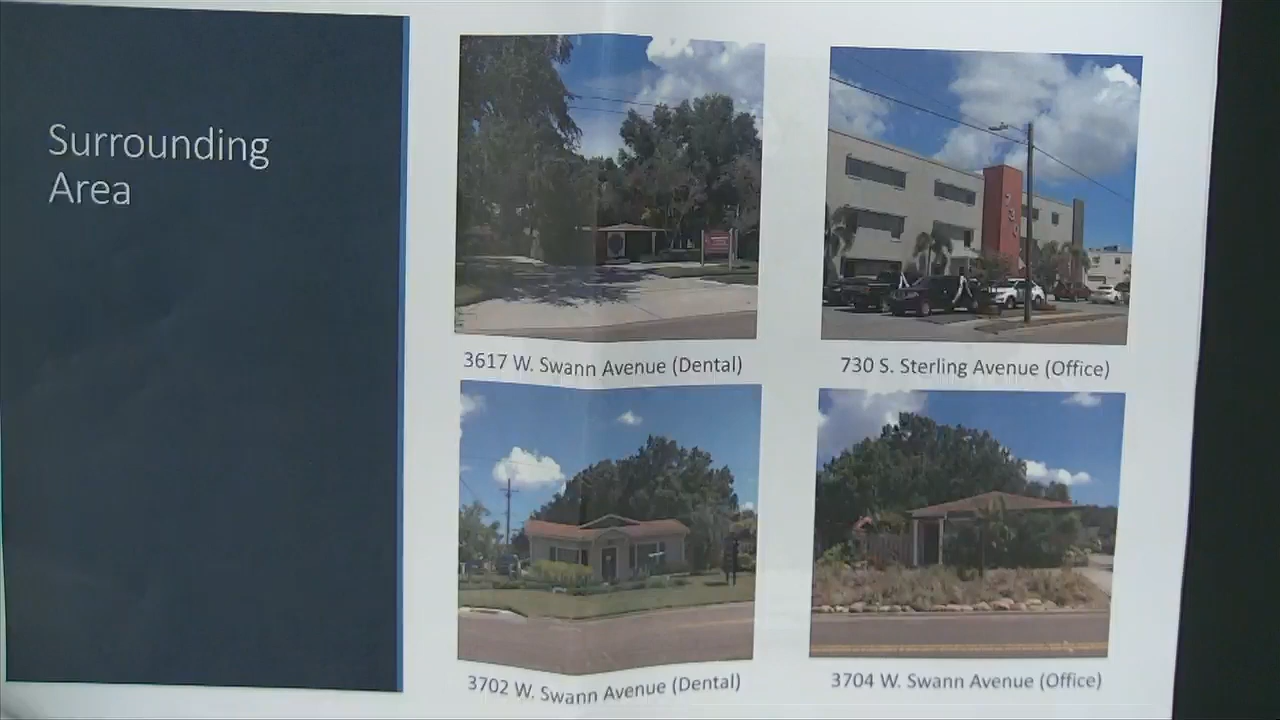 Surrounding
Area
3617 W. Swann Avenue (Dental)
730 S. Sterling Avenue (Office)
3702 W. Swann Avenue (Dental)
3704 W. Swann Avenue (Office)